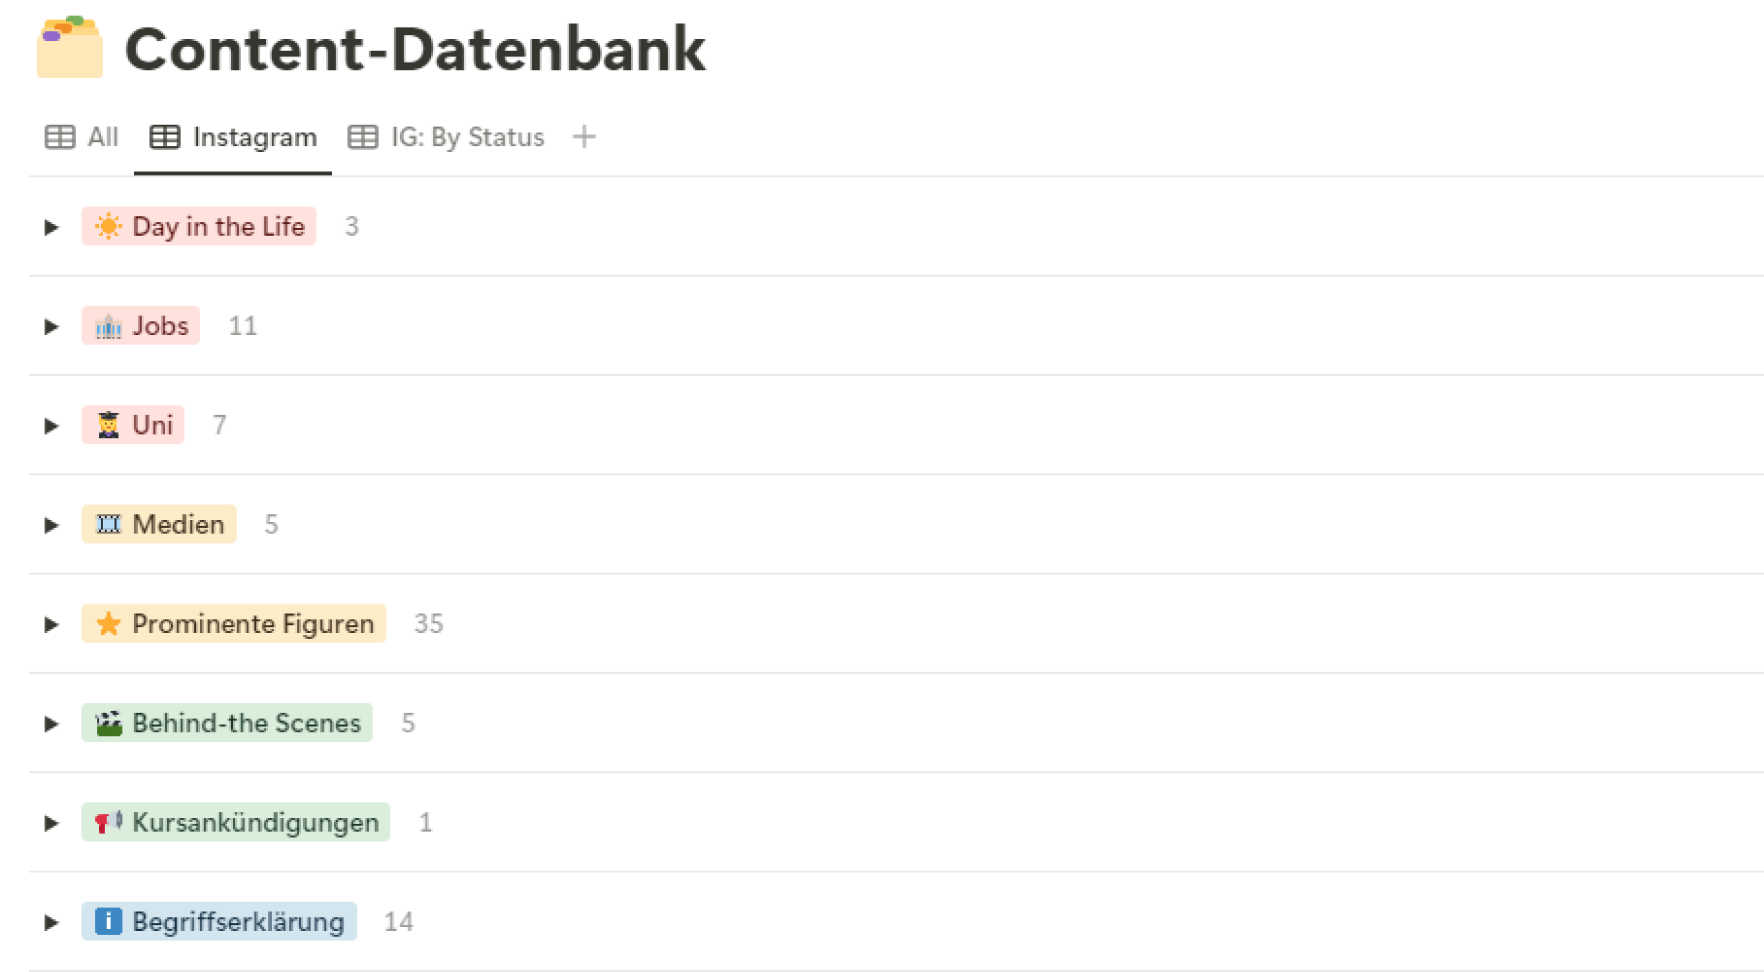 Content-Datenbank
All Instagram IG: By Status +
Day in the Life 3
Jobs 11
Uni 7
Medien 5
Prominente Figuren 35
Behind-the Scenes 5
Kursankündigungen 1
Begriffserklärung 14